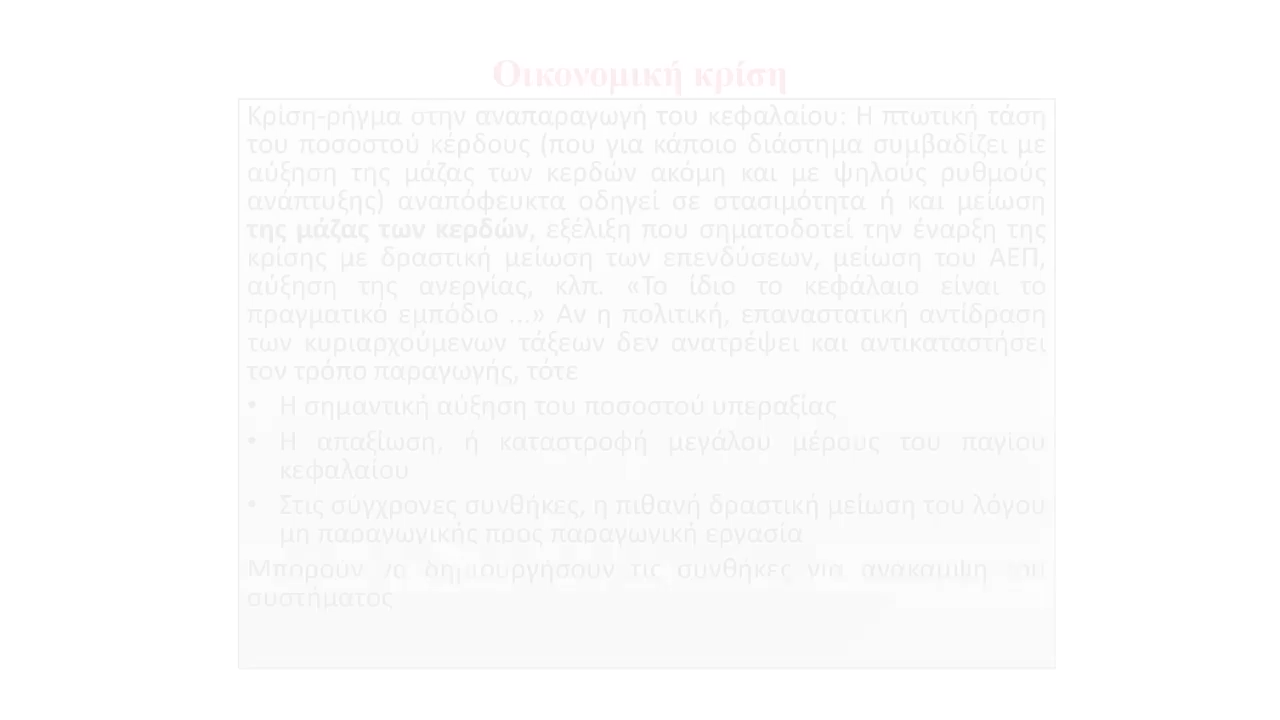 Οικονομική κρίση
Κρίση-ρήγμα στην αναπαραγωγή του κεφαλαίου: Η πτωτική τάση
του ποσοστού κέρδους (που για κάποιο διάστημα συμβαδίζει με
αύξηση της μάζας των κερδών ακόμη και με ψηλούς ρυθμούς
ανάπτυξης) αναπόφευκτα οδηγεί σε στασιμότητα ή και μείωση
της μάζας των κερδών, εξέλιξη που σηματοδοτεί την έναρξη της
κρίσης με δραστική μείωση των επενδύσεων, μείωση του ΑΕΠ,
αύξηση της ανεργίας, κλπ. «Το ίδιο το κεφάλαιο είναι το
πραγματικό εμπόδιο ...» Αν η πολιτική, επαναστατική αντίδραση
των κυριαρχούμενων τάξεων δεν ανατρέψει και αντικαταστήσει
τον τρόπο παραγωγής, τότε
• Η σημαντική αύξηση του ποσοστού υπεραξίας
• Η απαξίωση, ή καταστροφή μεγάλου μέρους του παγίου
κεφαλαίου
• Στις σύγχρονες συνθήκες, η πιθανή δραστική μείωση του λόγου
μη παραγωγικής προς παραγωγική εργασία
Μπορούν να δημιουργήσουν τις συνθήκες για ανάκαμψη του
συστήματος